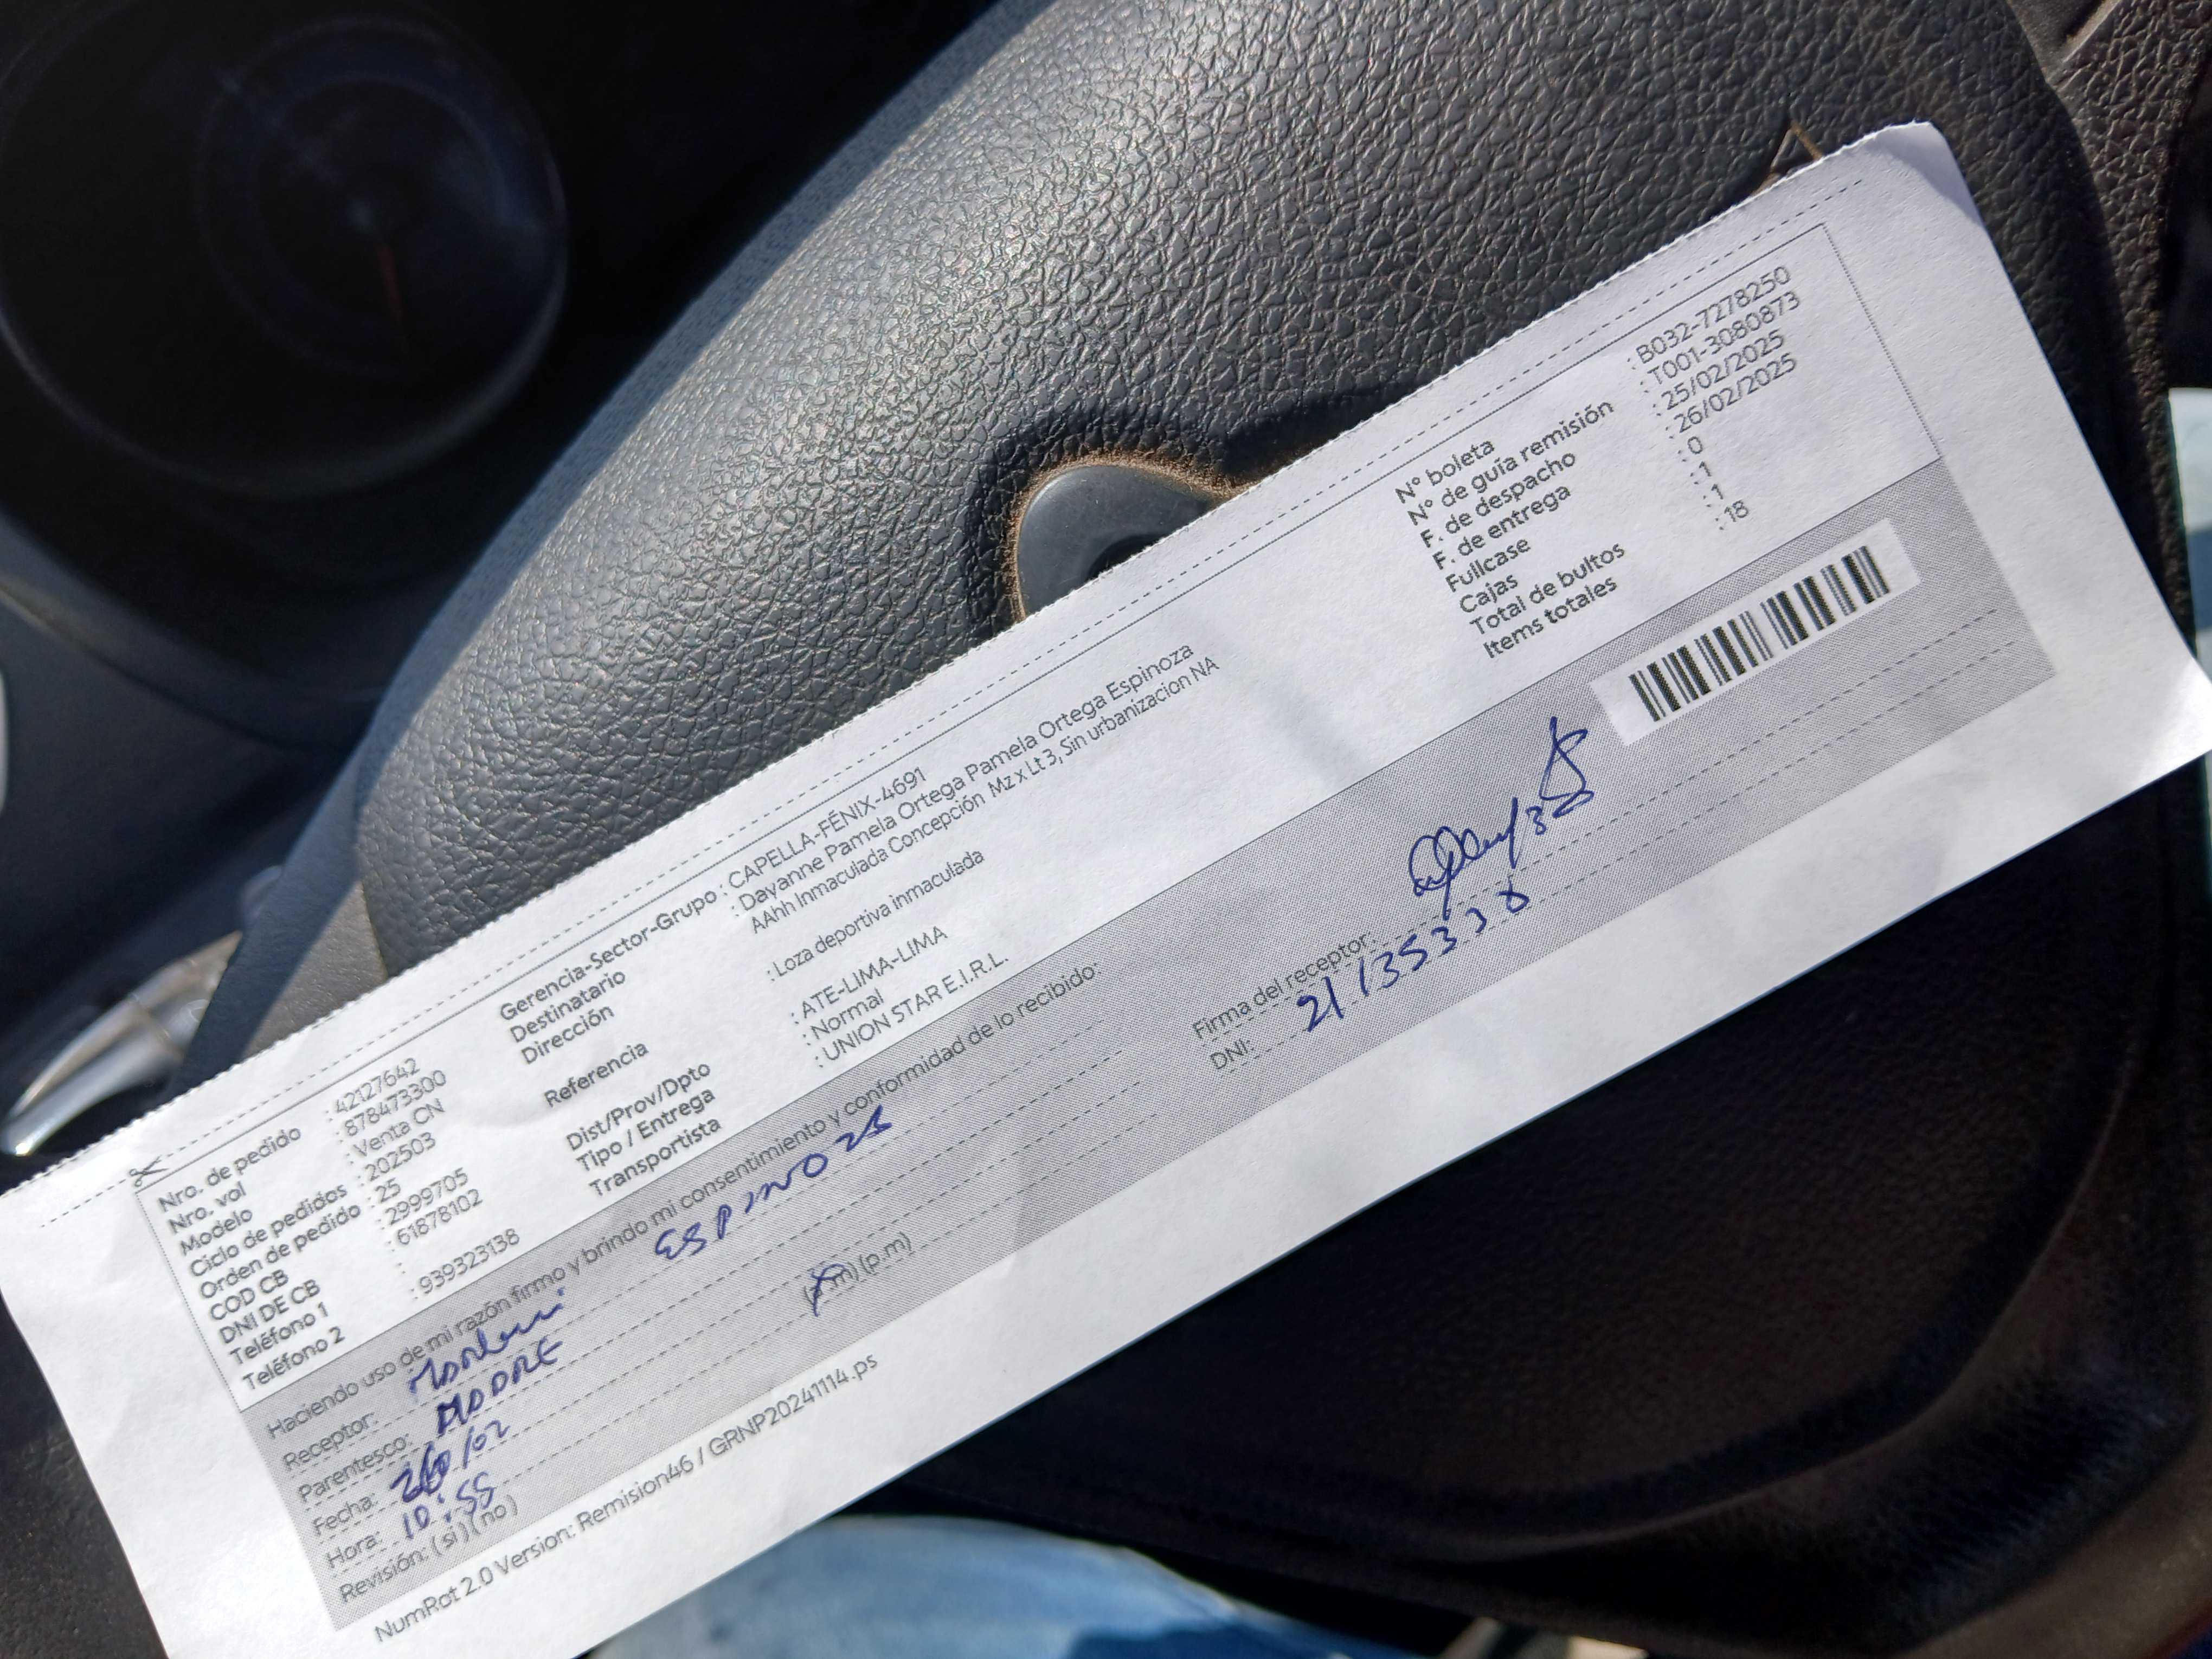 Nro. de pedido : 42127642
Nro. vol : 878473300
Modelo : Venta CN
Ciclo de pedidos : 202503
Orden de pedido : 25
COD CB : 2999705
DNI DE CB : 61878102
Teléfono 1 :
Teléfono 2 : 939323138
Gerencia-Sector-Grupo : CAPELLA-FÉNIX-4691
Destinatario : Dayanne Pamela Ortega Pamela Ortega Espinoza
Dirección AAhh Inmaculada Concepción Mz x Lt 3, Sin urbanizacion NA
Referencia : Loza deportiva inmaculada
Dist/Prov/Dpto : ATE-LIMA-LIMA
Tipo / Entrega : Normal
Transportista : UNION STAR E.I.R.L.
N° boleta : B032-7278250
N° de guía remisión : T001-3080873
F. de despacho : 25/02/2025
F. de entrega : 26/02/2025
Fullcase : 0
Cajas : 1
Total de bultos : 1
Items totales : 18
Haciendo uso de mi razón firmo y brindo mi consentimiento y conformidad de lo recibido:
Receptor: ESPINOZA
Parentesco: MADRE
Fecha: 26/02
Hora: 10:55 (p.m)
Revisión: (si) (no)
Firma del receptor:
DNI: 21135338
NumRot 2.0 Version: Remision46 / GRNP20241114.ps